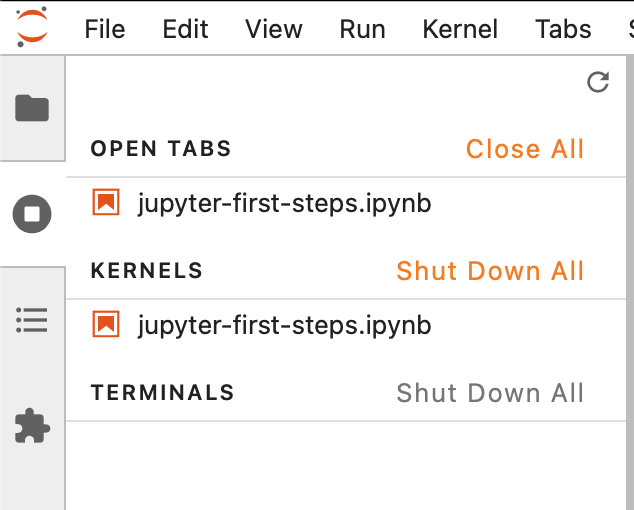 File Edit View Run Kernel Tabs
OPEN TABS Close All
jupyter-first-steps.ipynb
KERNELS Shut Down All
jupyter-first-steps.ipynb
TERMINALS Shut Down All